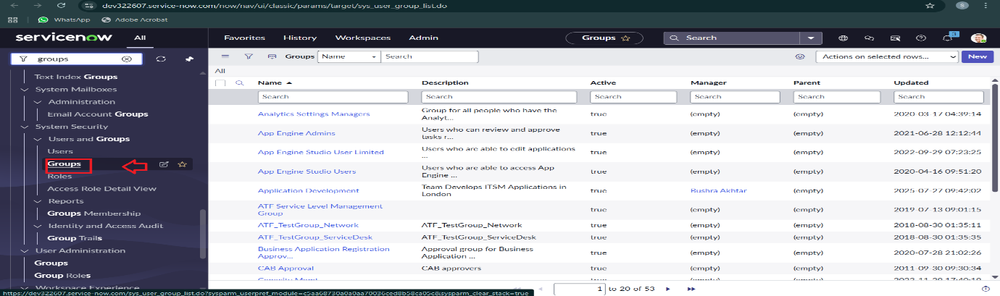 dev322607.service-now.com/now/nav/ui/classic/params/target/sys_user_group_list.do
S
WhatsApp
Adobe Acrobat
servicenow
All
Favorites
History
Workspaces
Admin
Groups
Search
3
groups
Groups
Name
Search
Actions on selected rows...
New
Text Index Groups
System Mailboxes
Administration
Email Account Groups
System Security
Users and Groups
Users
Groups
Roles
Access Role Detail View
Reports
Groups Membership
Identity and Access Audit
Group Trails
User Administration
Groups
Group Roles
Workspace Experience
All
Name Description Active Manager Parent Updated
Search Search Search Search Search Search
Analytics Settings Managers Group for all people who have the Analyt... true (empty) (empty) 2020-03-17 04:39:14
App Engine Admins Users who can review and approve tasks r... true (empty) (empty) 2021-06-28 12:12:44
App Engine Studio User Limited Users who are able to edit applications ... true (empty) (empty) 2022-09-29 07:23:25
App Engine Studio Users Users who are able to access App Engine ... true (empty) (empty) 2020-04-16 09:51:20
Application Development Team Develops ITSM Applications in London true Bushra Akhtar (empty) 2025-07-27 09:42:02
ATF Service Level Management Group true (empty) (empty) 2019-07-13 09:01:15
ATF_TestGroup_Network ATF_TestGroup_Network true (empty) (empty) 2018-08-30 01:35:11
ATF_TestGroup_ServiceDesk ATF_TestGroup_ServiceDesk true (empty) (empty) 2018-08-30 01:35:35
Business Application Registration Approv... Approval group for Business Application ... true (empty) (empty) 2020-07-28 21:02:26
CAB Approval CAB approvers true (empty) (empty) 2011-09-30 09:30:34
1 to 20 of 53
https://dev322607.service-now.com/sys_user_group_list.do?sysparm_userpref_module=c5aa68730a0a0aa70036ced8b58ca05c&sysparm_clear_stack=true